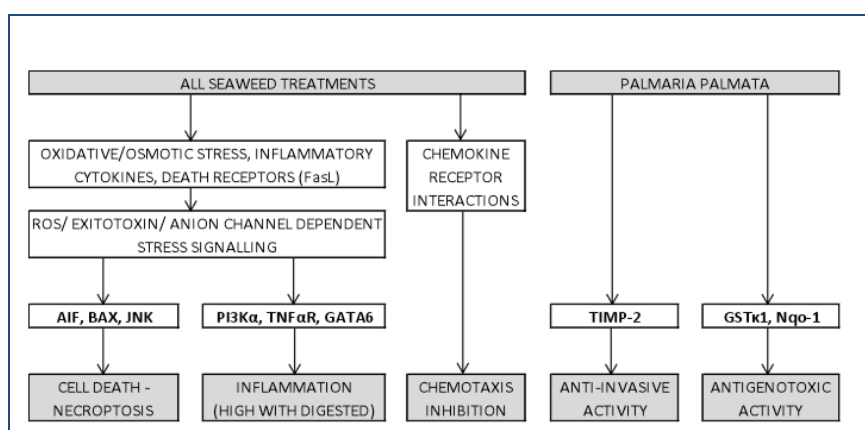 ALL SEAWEED TREATMENTS
PALMARIA PALMATA
OXIDATIVE/OSMOTIC STRESS, INFLAMMATORY
CYTOKINES, DEATH RECEPTORS (FasL)
CHEMOKINE
RECEPTOR
INTERACTIONS
ROS/ EXITOTOXIN/ ANION CHANNEL DEPENDENT
STRESS SIGNALLING
AIF, BAX, JNK
PI3Kα, TNFαR, GATA6
TIMP-2
GSTκ1, Nqo-1
CELL DEATH -
NECROPTOSIS
INFLAMMATION
(HIGH WITH DIGESTED)
CHEMOTAXIS
INHIBITION
ANTI-INVASIVE
ACTIVITY
ANTIGENOTOXIC
ACTIVITY